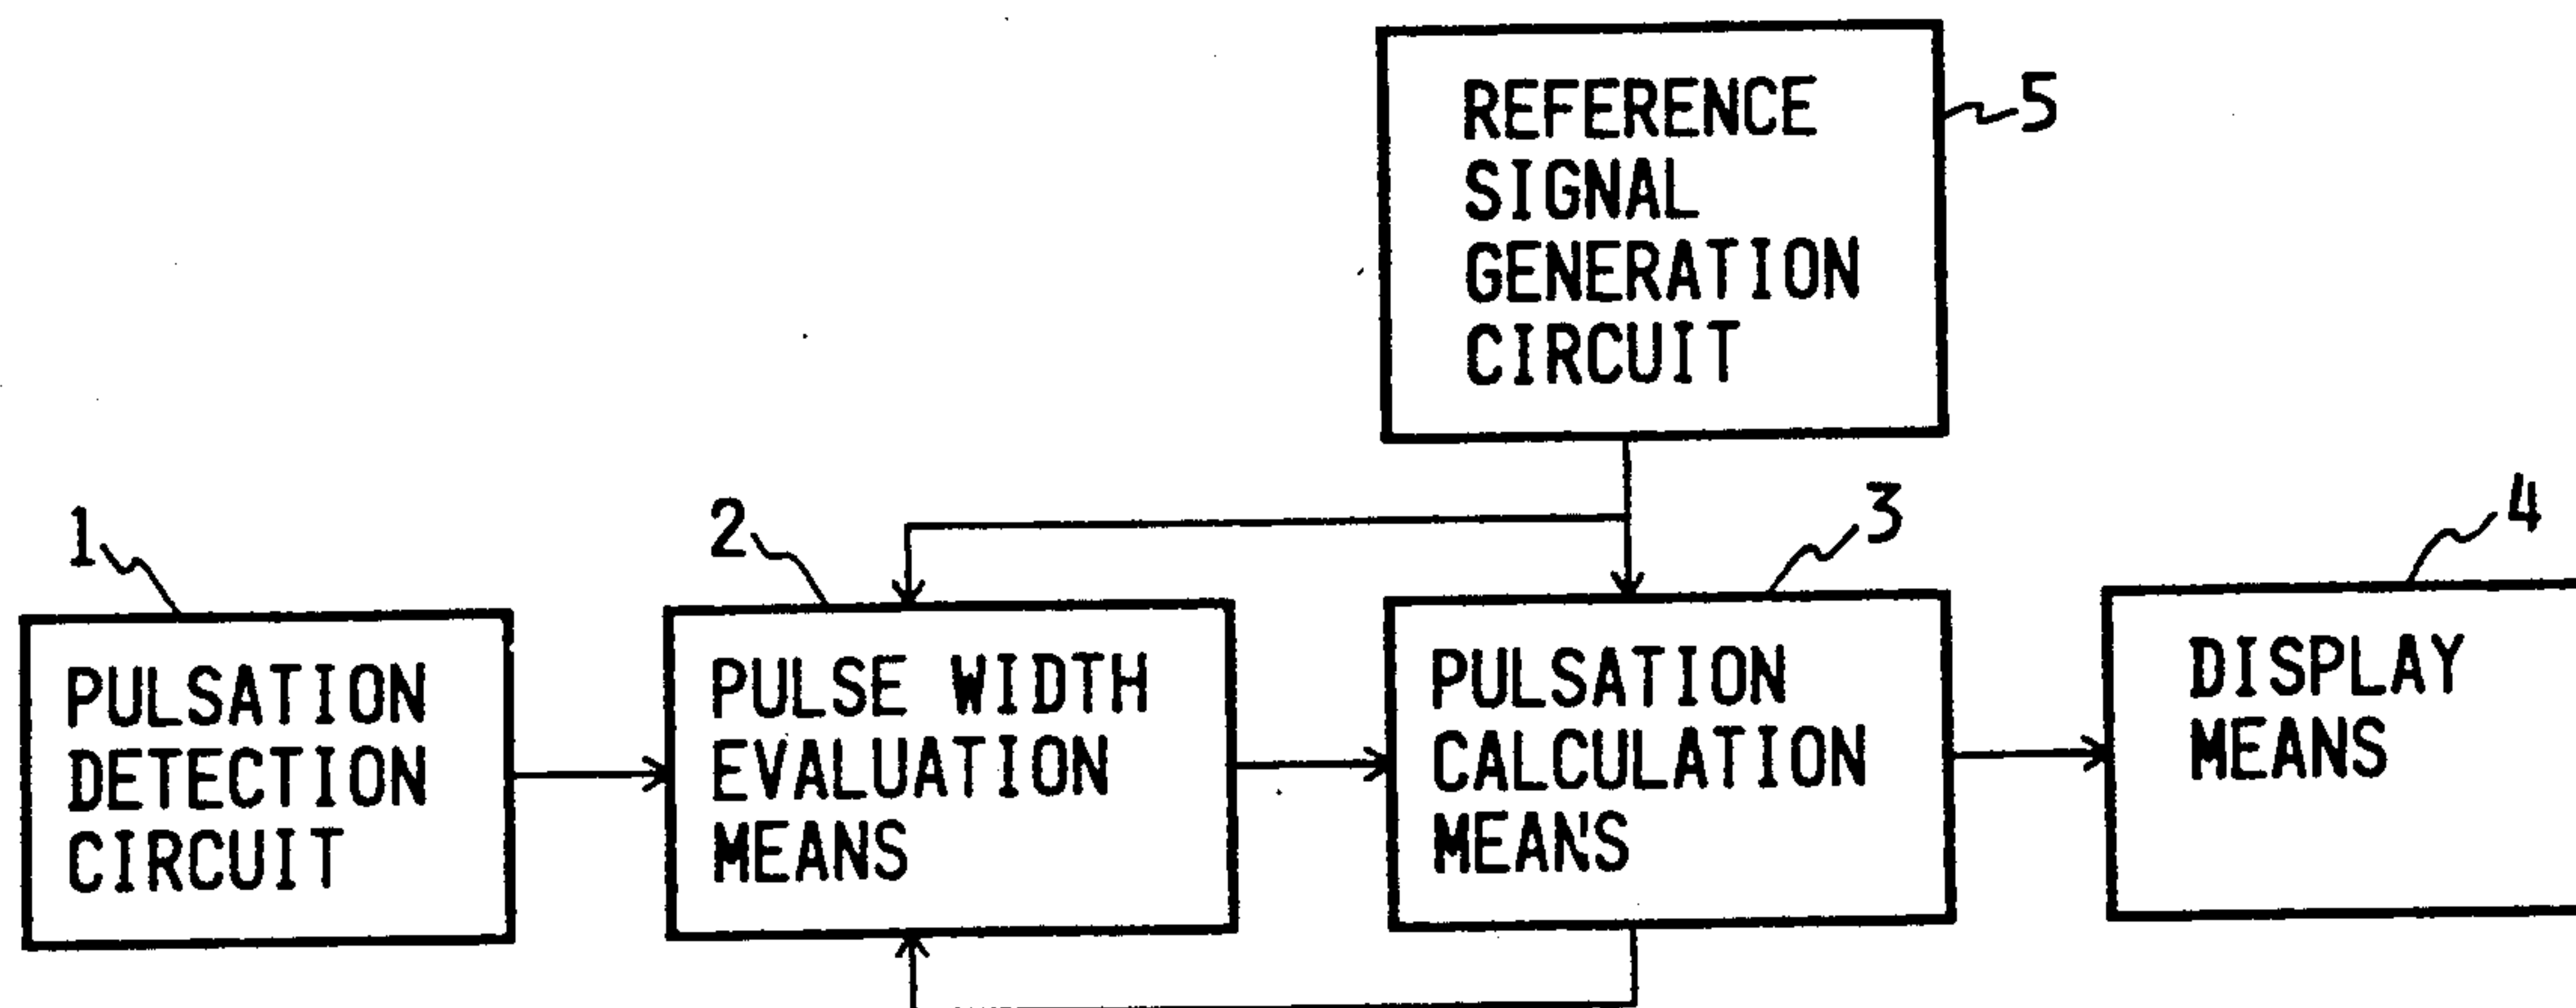 REFERENCE
SIGNAL
GENERATION
CIRCUIT
5
1
2
3
4
PULSATION
DETECTION
CIRCUIT
PULSE WIDTH
EVALUATION
MEANS
PULSATION
CALCULATION
MEANS
DISPLAY
MEANS